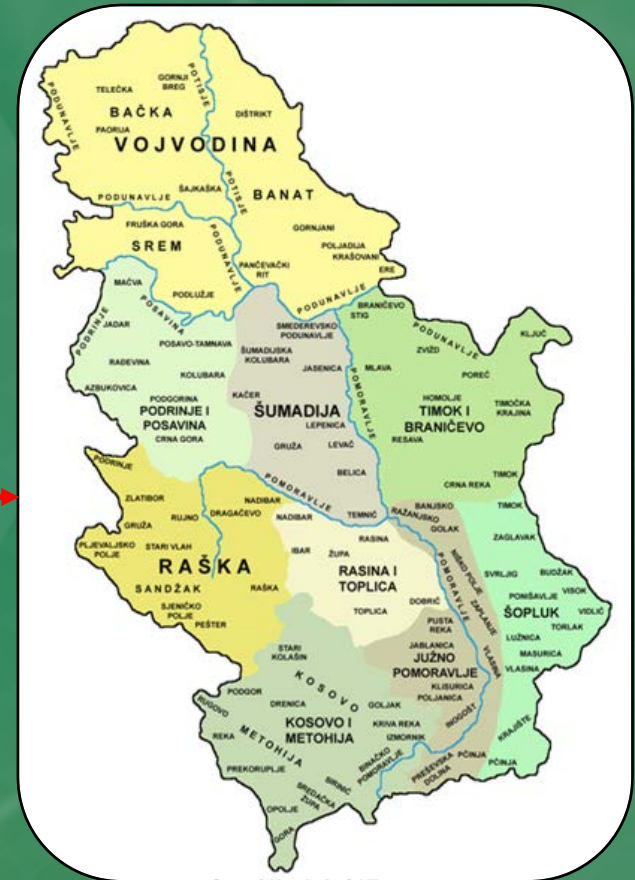 PODUNAVLJE
TELEČKA
GORNJI
BREG
POTISJE
BAČKA
PAORIJA
DIŠTRIKT
VOJVODINA
ŠAJKAŠKA
POTISJE
PODUNAVLJE
BANAT
FRUŠKA GORA
SREM
PODUNAVLJE
GORNJANI
POLJADIJA
KRAŠOVANI
ERE
PANČEVAČKI
RIT
PODLUŽJE
MAČVA
POSAVINA
PODRINJE
JADAR
POSAVO-TAMNAVA
RAĐEVINA
KOLUBARA
AZBUKOVICA
PODGORINA
PODRINJE I
POSAVINA
CRNA GORA
PODUNAVLJE
SMEDEREVSKO
PODUNAVLJE
ŠUMADIJSKA
KOLUBARA
JASENICA
KAČER
ŠUMADIJA
LEPENICA
GRUŽA
LEVAČ
BELICA
POMORAVLJE
BRANIČEVO
STIG
PODUNAVLJE
ZVIŽD
KLJUČ
MLAVA
POREČ
HOMOLJE
TIMOČKA
KRAJINA
TIMOK I
BRANIČEVO
RESAVA
CRNA REKA
TIMOK
PODRINJE
ZLATIBOR
GRUŽA
RUJNO
DRAGAČEVO
NADIBAR
PLJEVALJSKO
POLJE
STARI VLAH
RAŠKA
SANDŽAK
RAŠKA
SJENIČKO
POLJE
PEŠTER
POMORAVLJE
NADIBAR
TEMNIĆ
RASINA
IBAR
ŽUPA
RASINA I
TOPLICA
TOPLICA
DOBRIČ
BANJSKO
RAŽANJSKO
GOLAK
NIŠKO POLJE
POMORAVLJE
ZAPLANJE
VLASINA
PUSTA
REKA
JABLANICA
JUŽNO
POMORAVLJE
KLISURICA
POLJANICA
INOGOŠT
PČINJA
PREŠEVSKA
DOLINA
TIMOK
ZAGLAVAK
SVRLJIG
BUDŽAK
PONIŠAVLJE
VISOK
ŠOPLUK
VIDLIČ
TORLAK
LUŽNICA
MASURICA
VLASINA
KRAJIŠTE
PČINJA
STARI
KOLAŠIN
KOSOVO
PODGOR
RUGOVO
DRENICA
GOLJAK
KOSOVO I
METOHIJA
KRIVA REKA
IZMORNIK
REKA
METOHIJA
PREKORUPLJE
BINAČKO
POMORAVLJE
SIRINIĆ
SREDAČKA
ŽUPA
OPOLJE
GORA